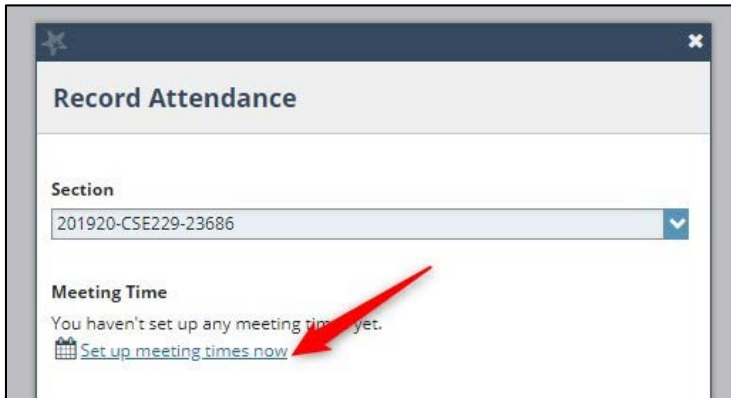 Record Attendance
Section
201920-CSE229-23686
Meeting Time
You haven't set up any meeting times yet.
Set up meeting times now